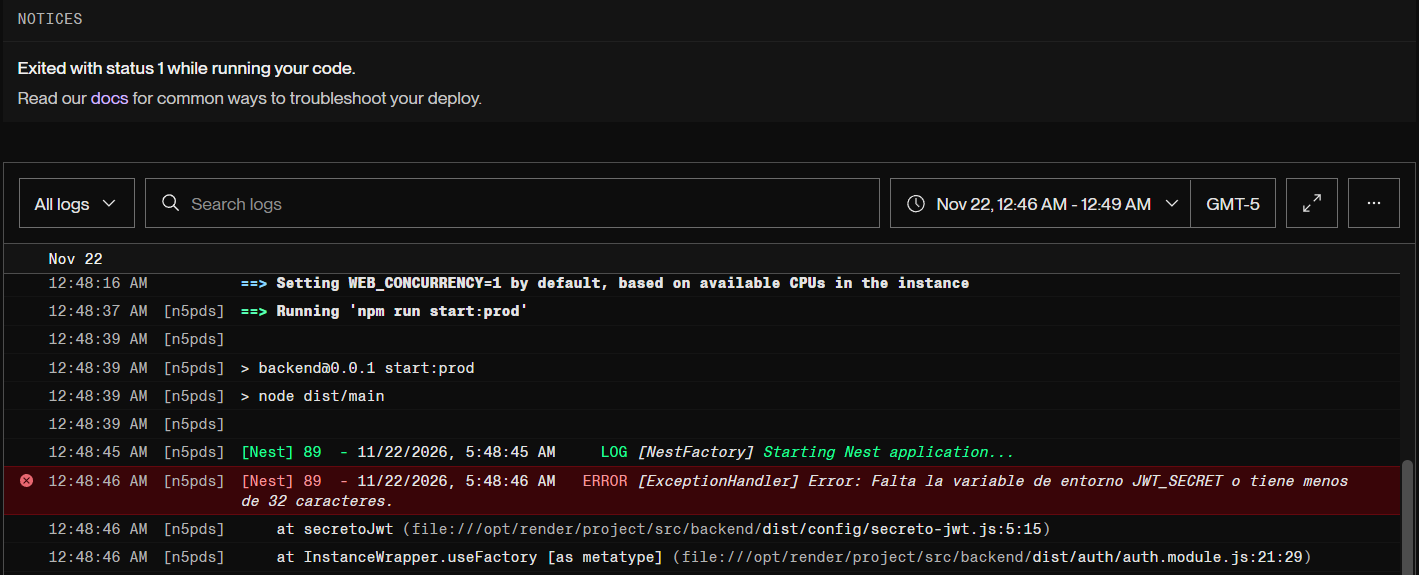 NOTICES
Exited with status 1 while running your code.
Read our docs for common ways to troubleshoot your deploy.
All logs
Search logs
Nov 22, 12:46 AM - 12:49 AM
GMT-5
Nov 22
12:48:16 AM ==> Setting WEB_CONCURRENCY=1 by default, based on available CPUs in the instance
12:48:37 AM [n5pds] ==> Running 'npm run start:prod'
12:48:39 AM [n5pds]
12:48:39 AM [n5pds] > backend@0.0.1 start:prod
12:48:39 AM [n5pds] > node dist/main
12:48:39 AM [n5pds]
12:48:45 AM [n5pds] [Nest] 89 - 11/22/2026, 5:48:45 AM LOG [NestFactory] Starting Nest application...
12:48:46 AM [n5pds] [Nest] 89 - 11/22/2026, 5:48:46 AM ERROR [ExceptionHandler] Error: Falta la variable de entorno JWT_SECRET o tiene menos
de 32 caracteres.
12:48:46 AM [n5pds] at secretoJwt (file:///opt/render/project/src/backend/dist/config/secreto-jwt.js:5:15)
12:48:46 AM [n5pds] at InstanceWrapper.useFactory [as metatype] (file:///opt/render/project/src/backend/dist/auth/auth.module.js:21:29)